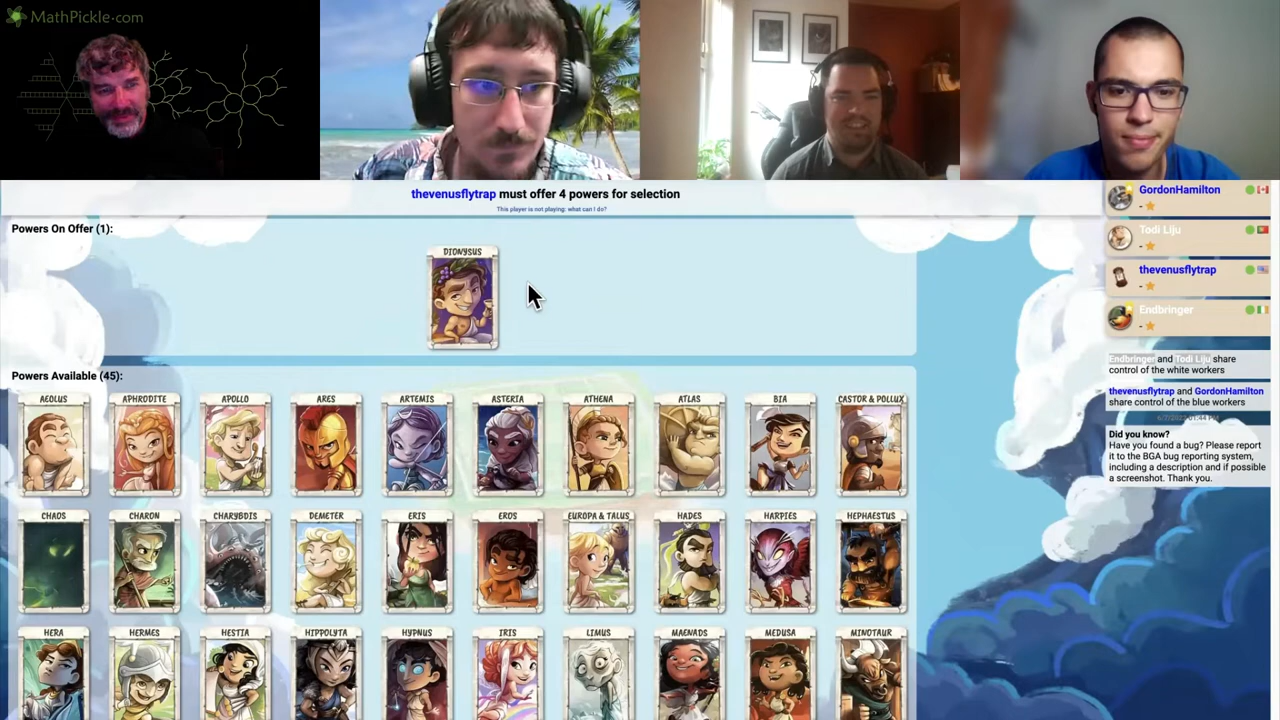 MathPickle.com
thevenusflytrap must offer 4 powers for selection
This player is not playing: what can I do?
Powers On Offer (1):
DIONYSUS
Powers Available (45):
AEOLUS APHRODITE APOLLO ARES ARTEMIS ASTERIA ATHENA ATLAS BIA CASTOR & POLLUX
CHAOS CHARON CHARYBDIS DEMETER ERIS EROS EUROPA & TALUS HADES HARPIES HEPHAESTUS
HERA HERMES HESTIA HIPPOLYTA HYPNUS IRIS LIMUS MAENADS MEDUSA MINOTAUR
GordonHamilton
-
Todi Liju
-
thevenusflytrap
-
Endbringer
-
Endbringer and Todi Liju share
control of the white workers
thevenusflytrap and GordonHamilton
share control of the blue workers
Did you know?
Have you found a bug? Please report
it to the BGA bug reporting system,
including a description and if possible
a screenshot. Thank you.